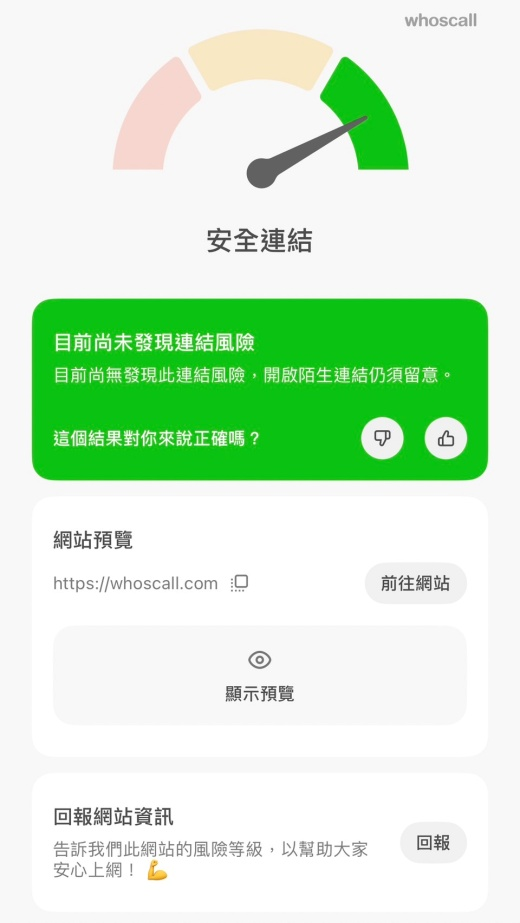 whoscall
安全連結
目前尚未發現連結風險
目前尚無發現此連結風險，開啟陌生連結仍須留意。
這個結果對你來說正確嗎？
網站預覽
https://whoscall.com
前往網站
顯示預覽
回報網站資訊
告訴我們此網站的風險等級，以幫助大家
安心上網！💪
回報